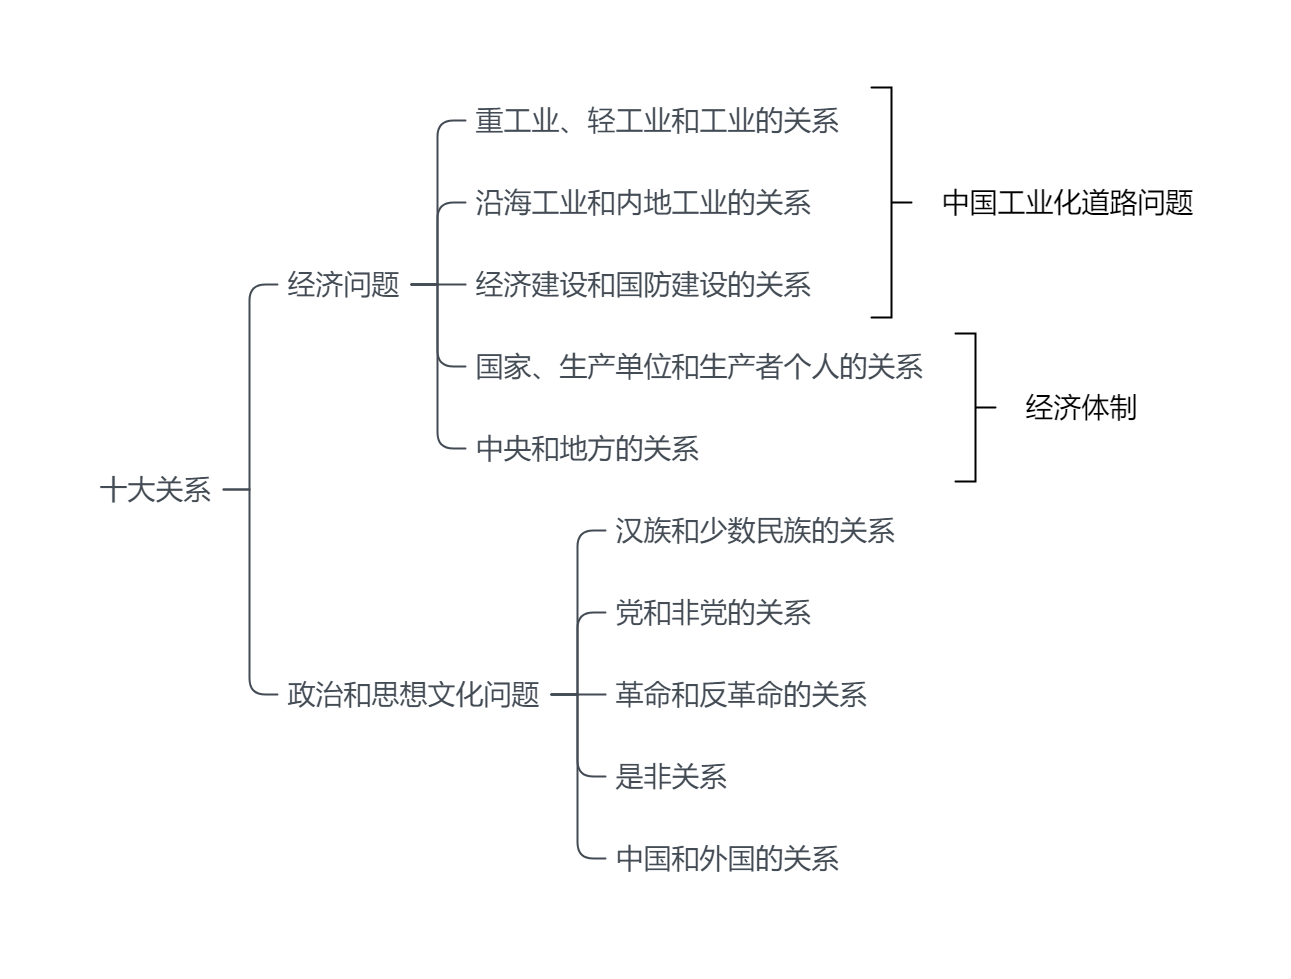 重工业、轻工业和工业的关系
沿海工业和内地工业的关系
中国工业化道路问题
经济问题
经济建设和国防建设的关系
国家、生产单位和生产者个人的关系
经济体制
中央和地方的关系
十大关系
汉族和少数民族的关系
党和非党的关系
政治和思想文化问题
革命和反革命的关系
是非关系
中国和外国的关系